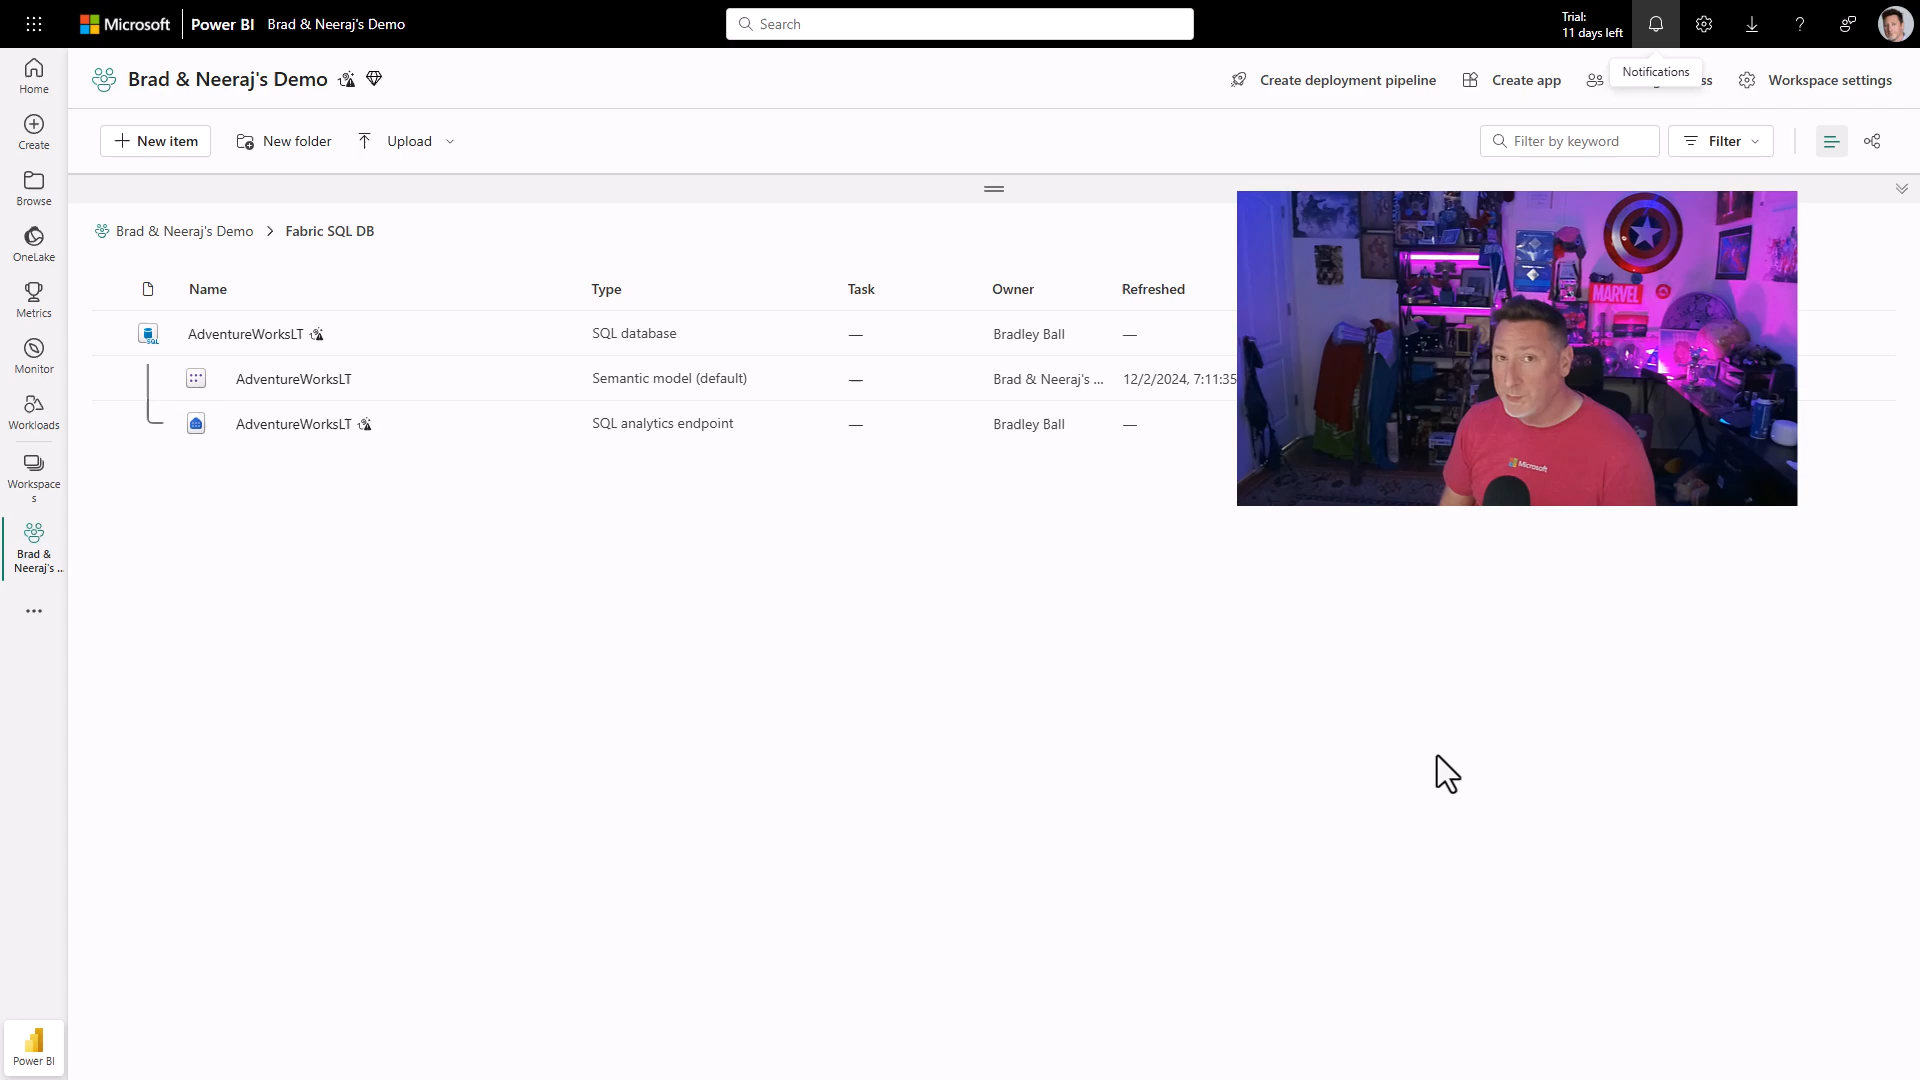 Microsoft
Power BI
Brad & Neeraj's Demo
Search
Trial:
11 days left
Brad & Neeraj's Demo
Create deployment pipeline
Create app
Notifications
Workspace settings
New item
New folder
Upload
Filter by keyword
Filter
Home
Create
Browse
OneLake
Metrics
Monitor
Workloads
Workspace
s
Brad &
Neeraj's ...
Power BI
Brad & Neeraj's Demo > Fabric SQL DB
Name
Type
Task
Owner
Refreshed
AdventureWorksLT
SQL database
—
Bradley Ball
—
AdventureWorksLT
Semantic model (default)
—
Brad & Neeraj's ...
12/2/2024, 7:11:35
AdventureWorksLT
SQL analytics endpoint
—
Bradley Ball
—
MARVEL
Microsoft